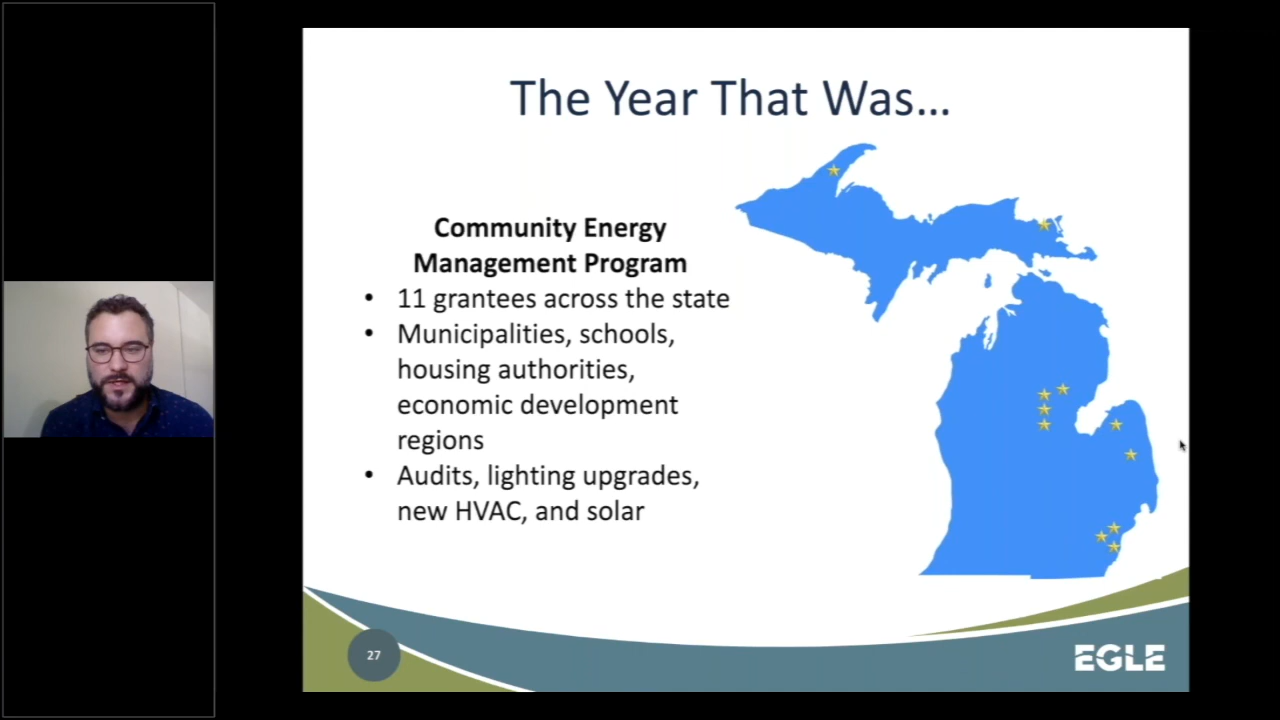 The Year That Was...
Community Energy
Management Program
• 11 grantees across the state
• Municipalities, schools,
housing authorities,
economic development
regions
• Audits, lighting upgrades,
new HVAC, and solar
27
EGLE